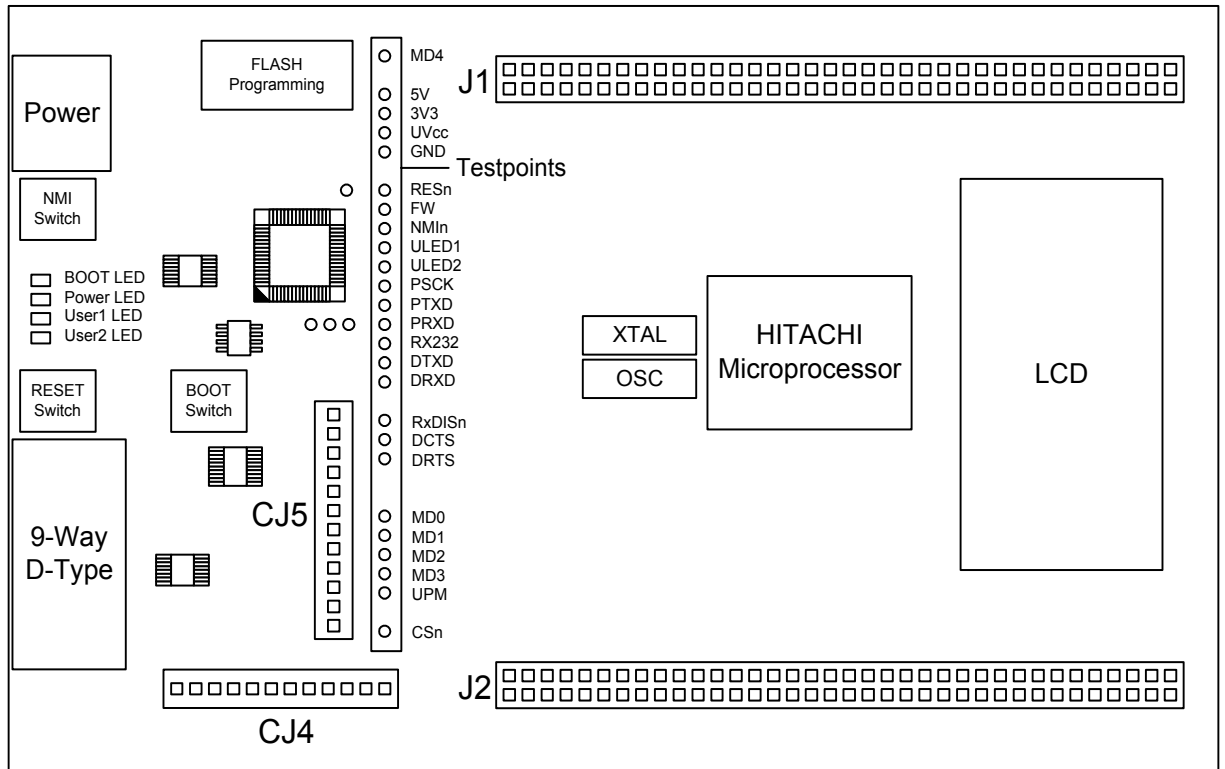 FLASH
Programming
Power
NMI
Switch
BOOT LED
Power LED
User1 LED
User2 LED
RESET
Switch
BOOT
Switch
9-Way
D-Type
CJ5
CJ4
MD4
5V
3V3
UVcc
GND
Testpoints
RESn
FW
NMIn
ULED1
ULED2
PSCK
PTXD
PRXD
RX232
DTXD
DRXD
RxDISn
DCTS
DRTS
MD0
MD1
MD2
MD3
UPM
CSn
J1
XTAL
OSC
HITACHI
Microprocessor
LCD
J2